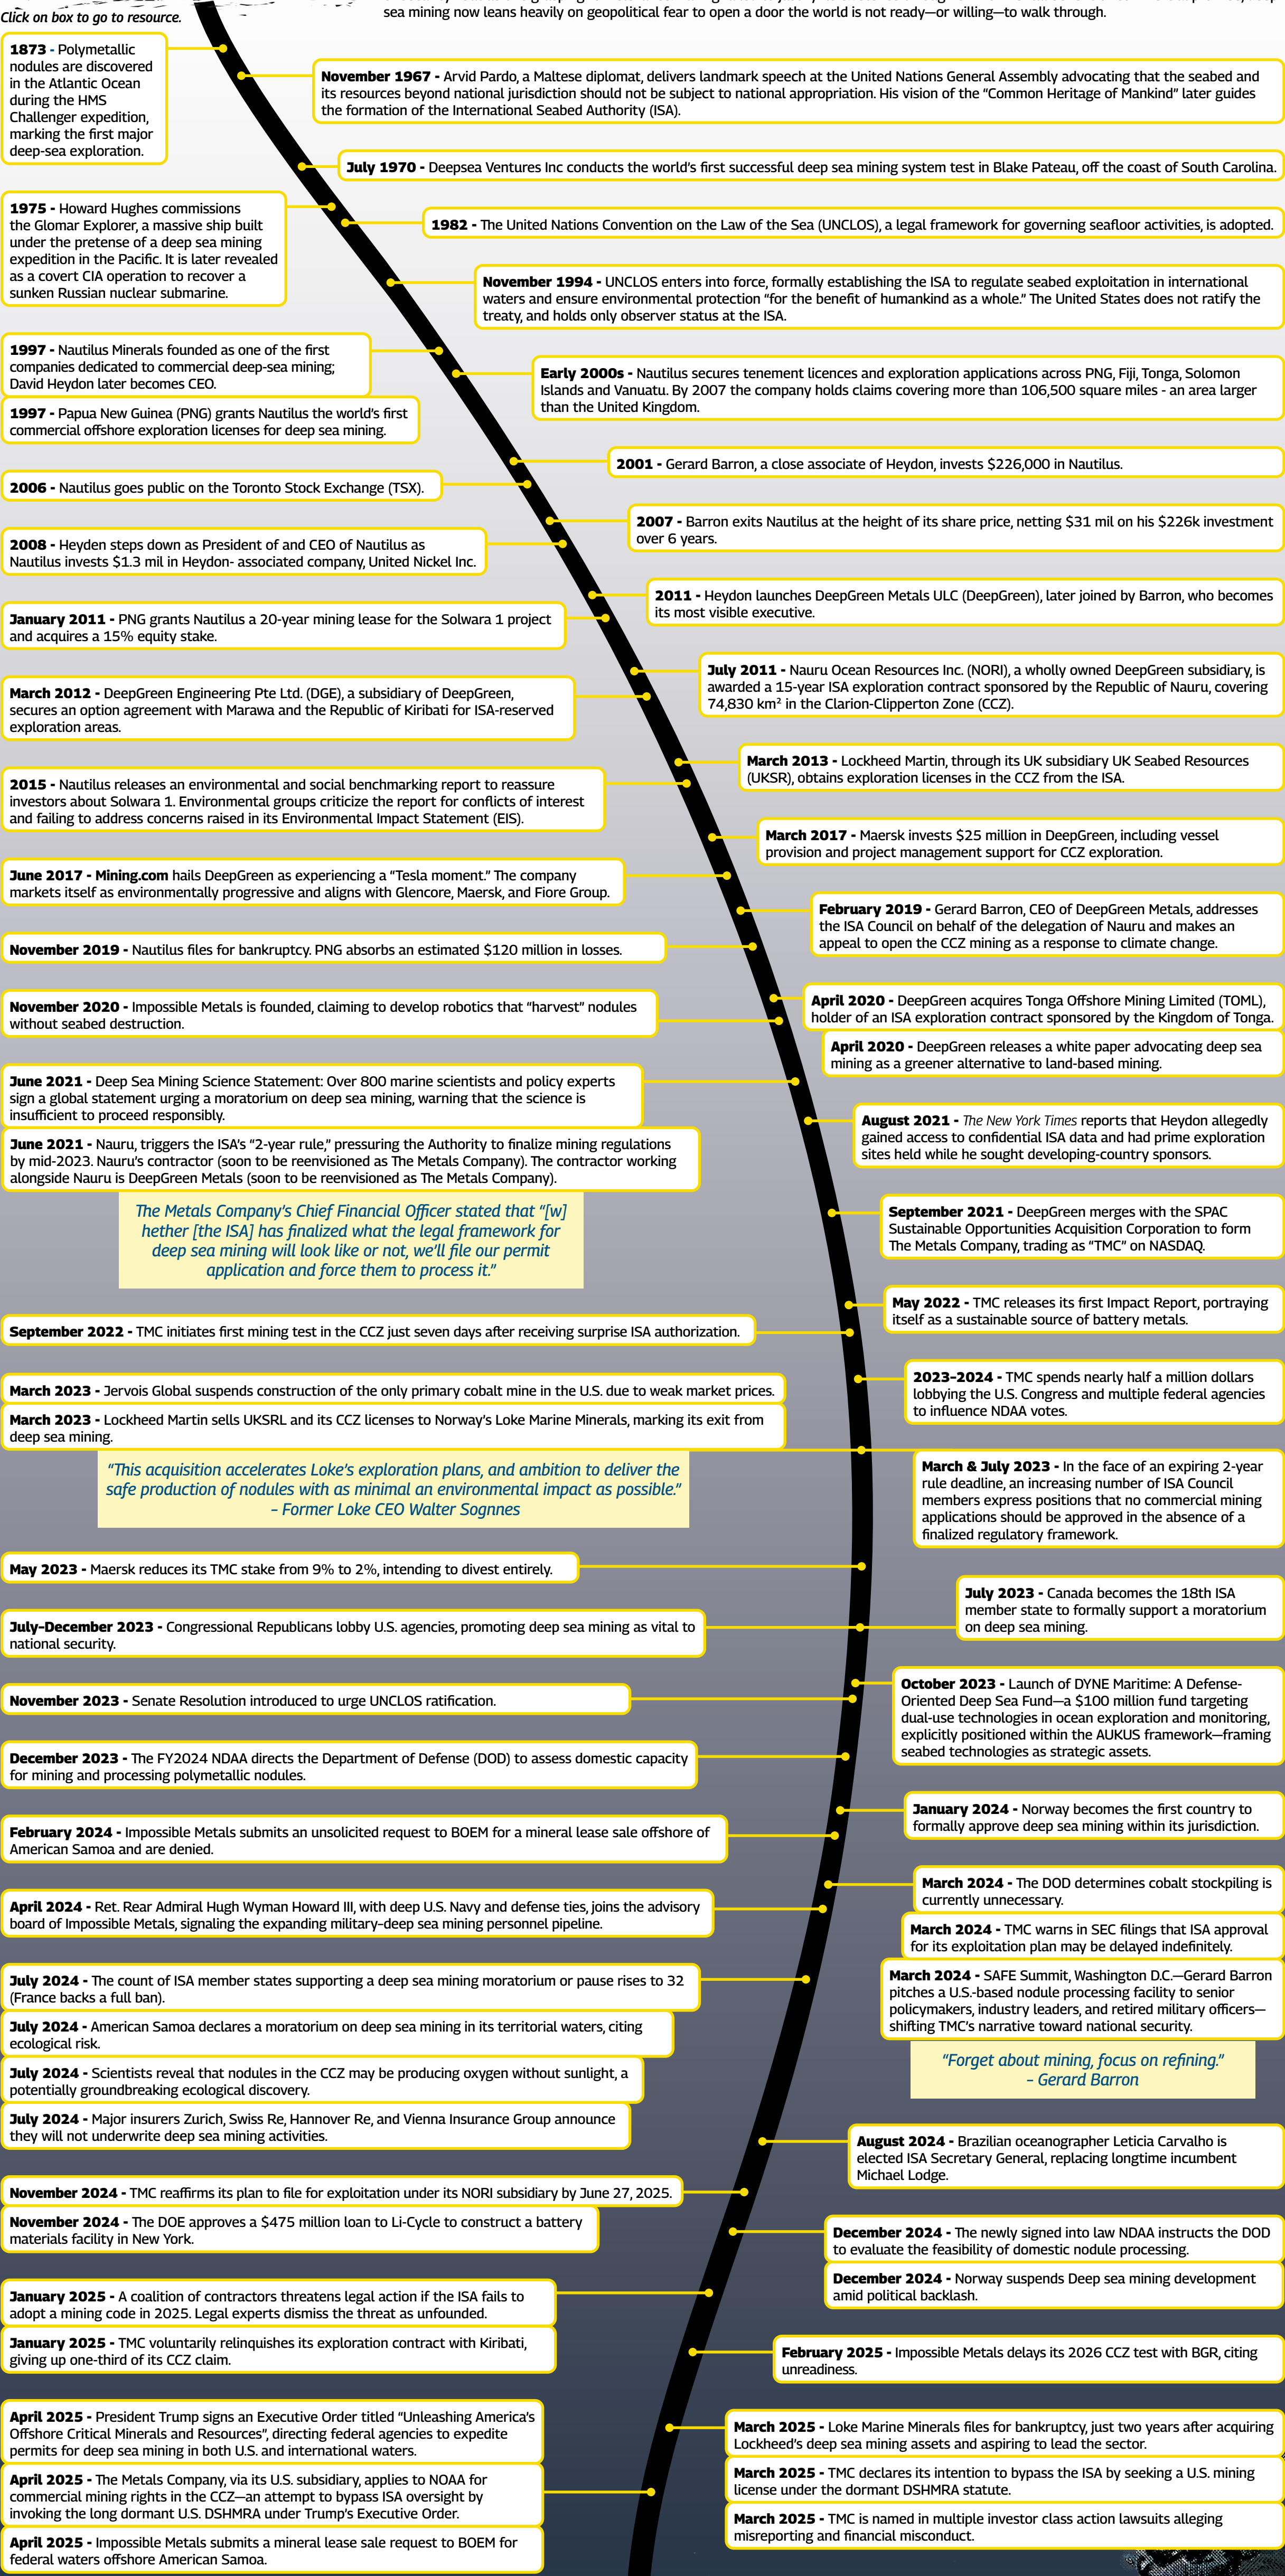 sea mining now leans heavily on geopolitical fear to open a door the world is not ready—or willing—to walk through.
Click on box to go to resource.
1873 - Polymetallic
nodules are discovered
in the Atlantic Ocean
during the HMS
Challenger expedition,
marking the first major
deep-sea exploration.
November 1967 - Arvid Pardo, a Maltese diplomat, delivers landmark speech at the United Nations General Assembly advocating that the seabed and
its resources beyond national jurisdiction should not be subject to national appropriation. His vision of the “Common Heritage of Mankind” later guides
the formation of the International Seabed Authority (ISA).
July 1970 - Deepsea Ventures Inc conducts the world’s first successful deep sea mining system test in Blake Pateau, off the coast of South Carolina.
1975 - Howard Hughes commissions
the Glomar Explorer, a massive ship built
under the pretense of a deep sea mining
expedition in the Pacific. It is later revealed
as a covert CIA operation to recover a
sunken Russian nuclear submarine.
1982 - The United Nations Convention on the Law of the Sea (UNCLOS), a legal framework for governing seafloor activities, is adopted.
November 1994 - UNCLOS enters into force, formally establishing the ISA to regulate seabed exploitation in international
waters and ensure environmental protection “for the benefit of humankind as a whole.” The United States does not ratify the
treaty, and holds only observer status at the ISA.
1997 - Nautilus Minerals founded as one of the first
companies dedicated to commercial deep-sea mining;
David Heydon later becomes CEO.
1997 - Papua New Guinea (PNG) grants Nautilus the world’s first
commercial offshore exploration licenses for deep sea mining.
Early 2000s - Nautilus secures tenement licences and exploration applications across PNG, Fiji, Tonga, Solomon
Islands and Vanuatu. By 2007 the company holds claims covering more than 106,500 square miles - an area larger
than the United Kingdom.
2001 - Gerard Barron, a close associate of Heydon, invests $226,000 in Nautilus.
2006 - Nautilus goes public on the Toronto Stock Exchange (TSX).
2007 - Barron exits Nautilus at the height of its share price, netting $31 mil on his $226k investment
over 6 years.
2008 - Heyden steps down as President of and CEO of Nautilus as
Nautilus invests $1.3 mil in Heydon- associated company, United Nickel Inc.
2011 - Heydon launches DeepGreen Metals ULC (DeepGreen), later joined by Barron, who becomes
its most visible executive.
January 2011 - PNG grants Nautilus a 20-year mining lease for the Solwara 1 project
and acquires a 15% equity stake.
July 2011 - Nauru Ocean Resources Inc. (NORI), a wholly owned DeepGreen subsidiary, is
awarded a 15-year ISA exploration contract sponsored by the Republic of Nauru, covering
74,830 km² in the Clarion-Clipperton Zone (CCZ).
March 2012 - DeepGreen Engineering Pte Ltd. (DGE), a subsidiary of DeepGreen,
secures an option agreement with Marawa and the Republic of Kiribati for ISA-reserved
exploration areas.
March 2013 - Lockheed Martin, through its UK subsidiary UK Seabed Resources
(UKSR), obtains exploration licenses in the CCZ from the ISA.
2015 - Nautilus releases an environmental and social benchmarking report to reassure
investors about Solwara 1. Environmental groups criticize the report for conflicts of interest
and failing to address concerns raised in its Environmental Impact Statement (EIS).
March 2017 - Maersk invests $25 million in DeepGreen, including vessel
provision and project management support for CCZ exploration.
June 2017 - Mining.com hails DeepGreen as experiencing a “Tesla moment.” The company
markets itself as environmentally progressive and aligns with Glencore, Maersk, and Fiore Group.
February 2019 - Gerard Barron, CEO of DeepGreen Metals, addresses
the ISA Council on behalf of the delegation of Nauru and makes an
appeal to open the CCZ mining as a response to climate change.
November 2019 - Nautilus files for bankruptcy. PNG absorbs an estimated $120 million in losses.
April 2020 - DeepGreen acquires Tonga Offshore Mining Limited (TOML),
holder of an ISA exploration contract sponsored by the Kingdom of Tonga.
April 2020 - DeepGreen releases a white paper advocating deep sea
mining as a greener alternative to land-based mining.
November 2020 - Impossible Metals is founded, claiming to develop robotics that “harvest” nodules
without seabed destruction.
June 2021 - Deep Sea Mining Science Statement: Over 800 marine scientists and policy experts
sign a global statement urging a moratorium on deep sea mining, warning that the science is
insufficient to proceed responsibly.
June 2021 - Nauru, triggers the ISA’s “2-year rule,” pressuring the Authority to finalize mining regulations
by mid-2023. Nauru’s contractor (soon to be reenvisioned as The Metals Company). The contractor working
alongside Nauru is DeepGreen Metals (soon to be reenvisioned as The Metals Company).
The Metals Company’s Chief Financial Officer stated that “[w]
hether [the ISA] has finalized what the legal framework for
deep sea mining will look like or not, we’ll file our permit
application and force them to process it.”
August 2021 - The New York Times reports that Heydon allegedly
gained access to confidential ISA data and had prime exploration
sites held while he sought developing-country sponsors.
September 2021 - DeepGreen merges with the SPAC
Sustainable Opportunities Acquisition Corporation to form
The Metals Company, trading as “TMC” on NASDAQ.
May 2022 - TMC releases its first Impact Report, portraying
itself as a sustainable source of battery metals.
September 2022 - TMC initiates first mining test in the CCZ just seven days after receiving surprise ISA authorization.
March 2023 - Jervois Global suspends construction of the only primary cobalt mine in the U.S. due to weak market prices.
March 2023 - Lockheed Martin sells UKSRL and its CCZ licenses to Norway’s Loke Marine Minerals, marking its exit from
deep sea mining.
“This acquisition accelerates Loke’s exploration plans, and ambition to deliver the
safe production of nodules with as minimal an environmental impact as possible.”
– Former Loke CEO Walter Sognnes
2023–2024 - TMC spends nearly half a million dollars
lobbying the U.S. Congress and multiple federal agencies
to influence NDAA votes.
March & July 2023 - In the face of an expiring 2-year
rule deadline, an increasing number of ISA Council
members express positions that no commercial mining
applications should be approved in the absence of a
finalized regulatory framework.
May 2023 - Maersk reduces its TMC stake from 9% to 2%, intending to divest entirely.
July 2023 - Canada becomes the 18th ISA
member state to formally support a moratorium
on deep sea mining.
July–December 2023 - Congressional Republicans lobby U.S. agencies, promoting deep sea mining as vital to
national security.
October 2023 - Launch of DYNE Maritime: A Defense-
Oriented Deep Sea Fund—a $100 million fund targeting
dual-use technologies in ocean exploration and monitoring,
explicitly positioned within the AUKUS framework—framing
seabed technologies as strategic assets.
November 2023 - Senate Resolution introduced to urge UNCLOS ratification.
December 2023 - The FY2024 NDAA directs the Department of Defense (DOD) to assess domestic capacity
for mining and processing polymetallic nodules.
January 2024 - Norway becomes the first country to
formally approve deep sea mining within its jurisdiction.
February 2024 - Impossible Metals submits an unsolicited request to BOEM for a mineral lease sale offshore of
American Samoa and are denied.
March 2024 - The DOD determines cobalt stockpiling is
currently unnecessary.
March 2024 - TMC warns in SEC filings that ISA approval
for its exploitation plan may be delayed indefinitely.
March 2024 - SAFE Summit, Washington D.C.—Gerard Barron
pitches a U.S.-based nodule processing facility to senior
policymakers, industry leaders, and retired military officers—
shifting TMC’s narrative toward national security.
“Forget about mining, focus on refining.”
– Gerard Barron
April 2024 - Ret. Rear Admiral Hugh Wyman Howard III, with deep U.S. Navy and defense ties, joins the advisory
board of Impossible Metals, signaling the expanding military–deep sea mining personnel pipeline.
July 2024 - The count of ISA member states supporting a deep sea mining moratorium or pause rises to 32
(France backs a full ban).
July 2024 - American Samoa declares a moratorium on deep sea mining in its territorial waters, citing
ecological risk.
July 2024 - Scientists reveal that nodules in the CCZ may be producing oxygen without sunlight, a
potentially groundbreaking ecological discovery.
July 2024 - Major insurers Zurich, Swiss Re, Hannover Re, and Vienna Insurance Group announce
they will not underwrite deep sea mining activities.
August 2024 - Brazilian oceanographer Leticia Carvalho is
elected ISA Secretary General, replacing longtime incumbent
Michael Lodge.
November 2024 - TMC reaffirms its plan to file for exploitation under its NORI subsidiary by June 27, 2025.
November 2024 - The DOE approves a $475 million loan to Li-Cycle to construct a battery
materials facility in New York.
December 2024 - The newly signed into law NDAA instructs the DOD
to evaluate the feasibility of domestic nodule processing.
December 2024 - Norway suspends Deep sea mining development
amid political backlash.
January 2025 - A coalition of contractors threatens legal action if the ISA fails to
adopt a mining code in 2025. Legal experts dismiss the threat as unfounded.
January 2025 - TMC voluntarily relinquishes its exploration contract with Kiribati,
giving up one-third of its CCZ claim.
February 2025 - Impossible Metals delays its 2026 CCZ test with BGR, citing
unreadiness.
April 2025 - President Trump signs an Executive Order titled “Unleashing America’s
Offshore Critical Minerals and Resources”, directing federal agencies to expedite
permits for deep sea mining in both U.S. and international waters.
April 2025 - The Metals Company, via its U.S. subsidiary, applies to NOAA for
commercial mining rights in the CCZ—an attempt to bypass ISA oversight by
invoking the long dormant U.S. DSHMRA under Trump’s Executive Order.
April 2025 - Impossible Metals submits a mineral lease sale request to BOEM for
federal waters offshore American Samoa.
March 2025 - Loke Marine Minerals files for bankruptcy, just two years after acquiring
Lockheed’s deep sea mining assets and aspiring to lead the sector.
March 2025 - TMC declares its intention to bypass the ISA by seeking a U.S. mining
license under the dormant DSHMRA statute.
March 2025 - TMC is named in multiple investor class action lawsuits alleging
misreporting and financial misconduct.